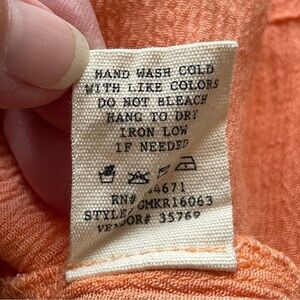 HAND WASH COLD
WITH LIKE COLORS
DO NOT BLEACH
HANG TO DRY
IRON LOW
IF NEEDED
RN# 44671
STYLE GMKR16063
VENDOR# 35769